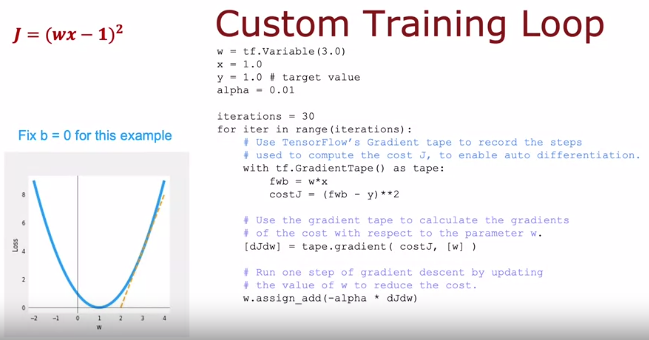 Custom Training Loop
J = (wx − 1)²
w = tf.Variable(3.0)
x = 1.0
y = 1.0 # target value
alpha = 0.01
iterations = 30
for iter in range(iterations):
# Use TensorFlow's Gradient tape to record the steps
# used to compute the cost J, to enable auto differentiation.
with tf.GradientTape() as tape:
fwb = w*x
costJ = (fwb - y)**2
# Use the gradient tape to calculate the gradients
# of the cost with respect to the parameter w.
[dJdw] = tape.gradient( costJ, [w] )
# Run one step of gradient descent by updating
# the value of w to reduce the cost.
w.assign_add(-alpha * dJdw)
Fix b = 0 for this example
Loss
8
6
4
2
0
−2 −1 0 1 2 3 4
w